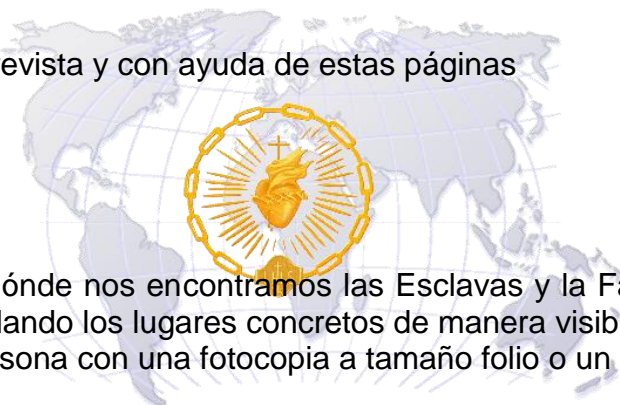 evista y con ayuda de estas páginas
ónde nos encontramos las Esclavas y la Fa
lando los lugares concretos de manera visib
sona con una fotocopia a tamaño folio o un